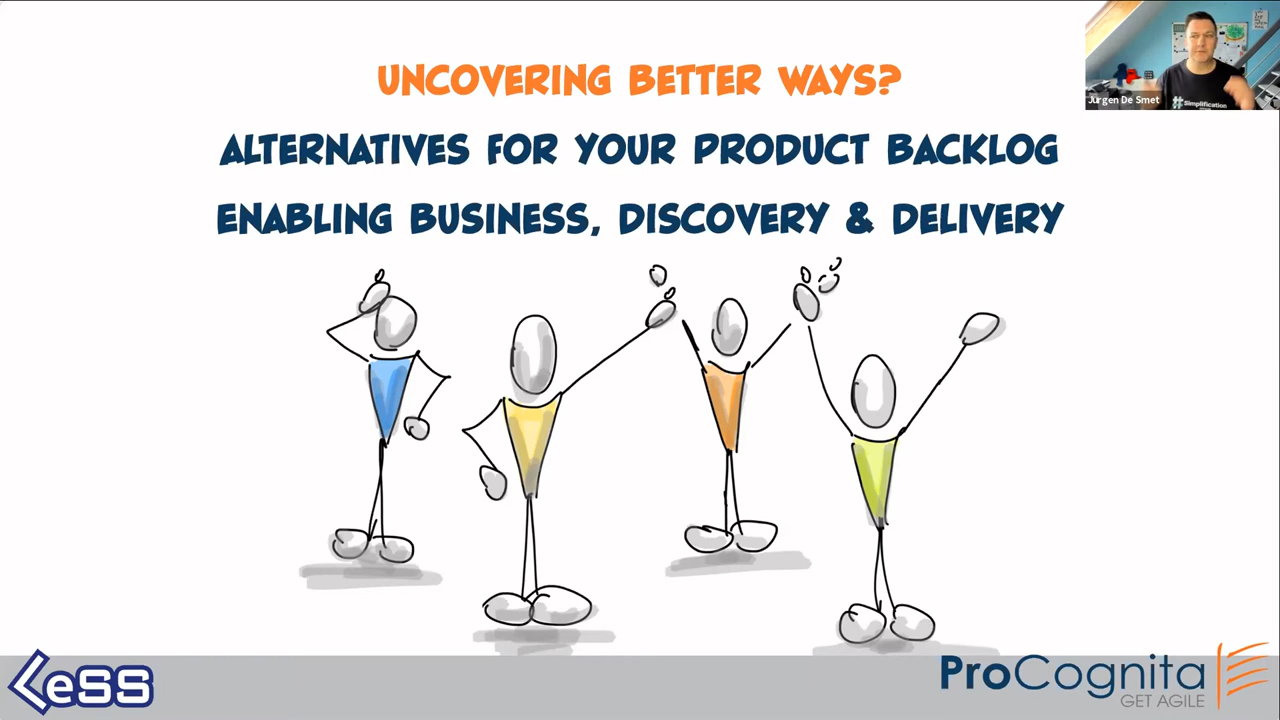 UNCOVERING BETTER WAYS?
ALTERNATIVES FOR YOUR PRODUCT BACKLOG
ENABLING BUSINESS, DISCOVERY & DELIVERY
Jurgen De Smet
#Simplification
LeSS
ProCognita
GET AGILE